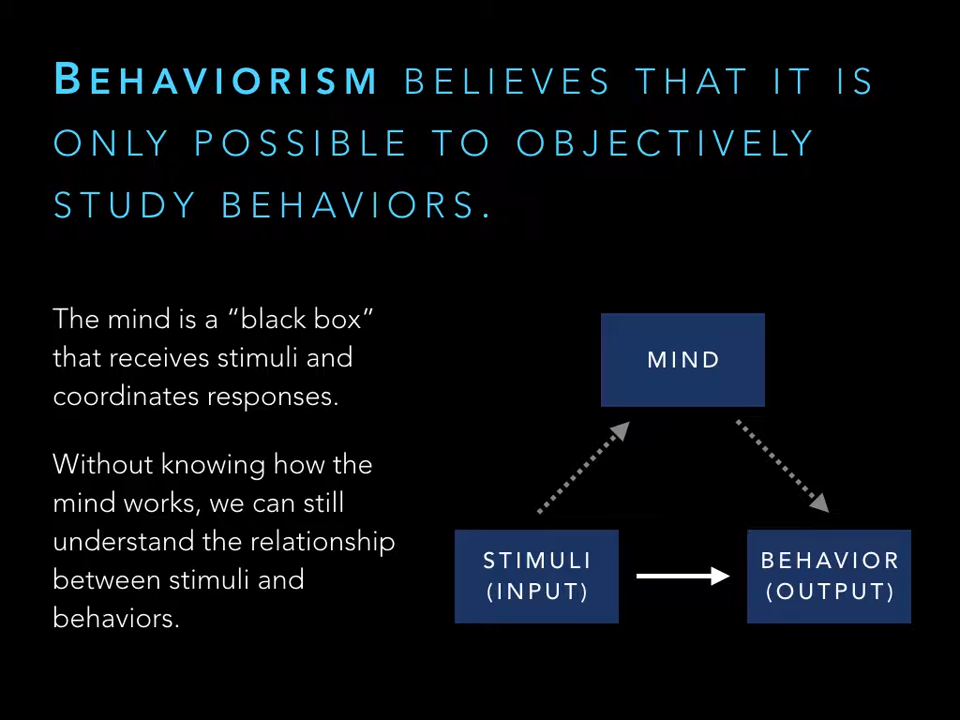 BEHAVIORISM BELIEVES THAT IT IS
ONLY POSSIBLE TO OBJECTIVELY
STUDY BEHAVIORS.
The mind is a “black box”
that receives stimuli and
coordinates responses.
Without knowing how the
mind works, we can still
understand the relationship
between stimuli and
behaviors.
MIND
STIMULI
(INPUT)
BEHAVIOR
(OUTPUT)